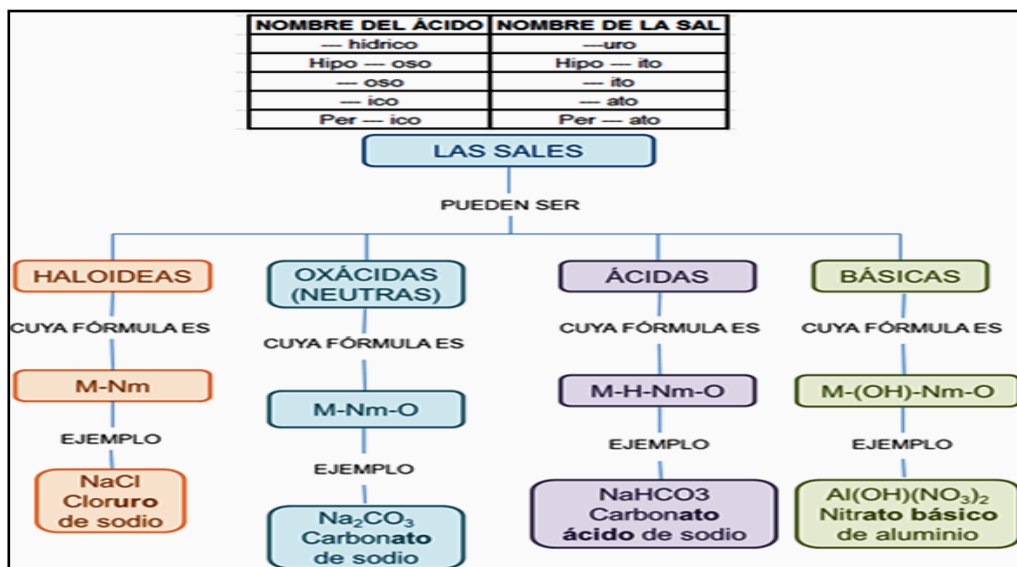 NOMBRE DEL ÁCIDO NOMBRE DE LA SAL
--- hídrico ---uro
Hipo --- oso Hipo --- ito
--- oso --- ito
--- ico --- ato
Per --- ico Per --- ato
LAS SALES
PUEDEN SER
HALOIDEAS
CUYA FÓRMULA ES
M-Nm
EJEMPLO
NaCl
Cloruro
de sodio
OXÁCIDAS
(NEUTRAS)
CUYA FÓRMULA ES
M-Nm-O
EJEMPLO
Na₂CO₃
Carbonato
de sodio
ÁCIDAS
CUYA FÓRMULA ES
M-H-Nm-O
EJEMPLO
NaHCO3
Carbonato
ácido de sodio
BÁSICAS
CUYA FÓRMULA ES
M-(OH)-Nm-O
EJEMPLO
Al(OH)(NO₃)₂
Nitrato básico
de aluminio